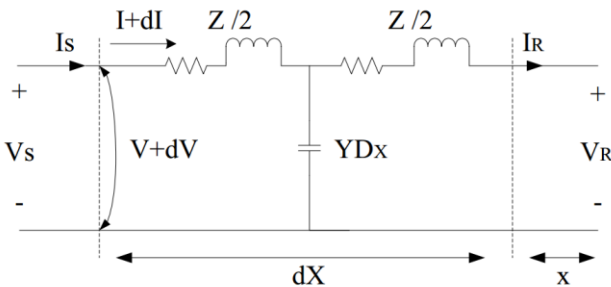 I+dI
Z /2
Z /2
Is
IR
+
+
V+dV
YDx
Vs
VR
-
-
dX
x